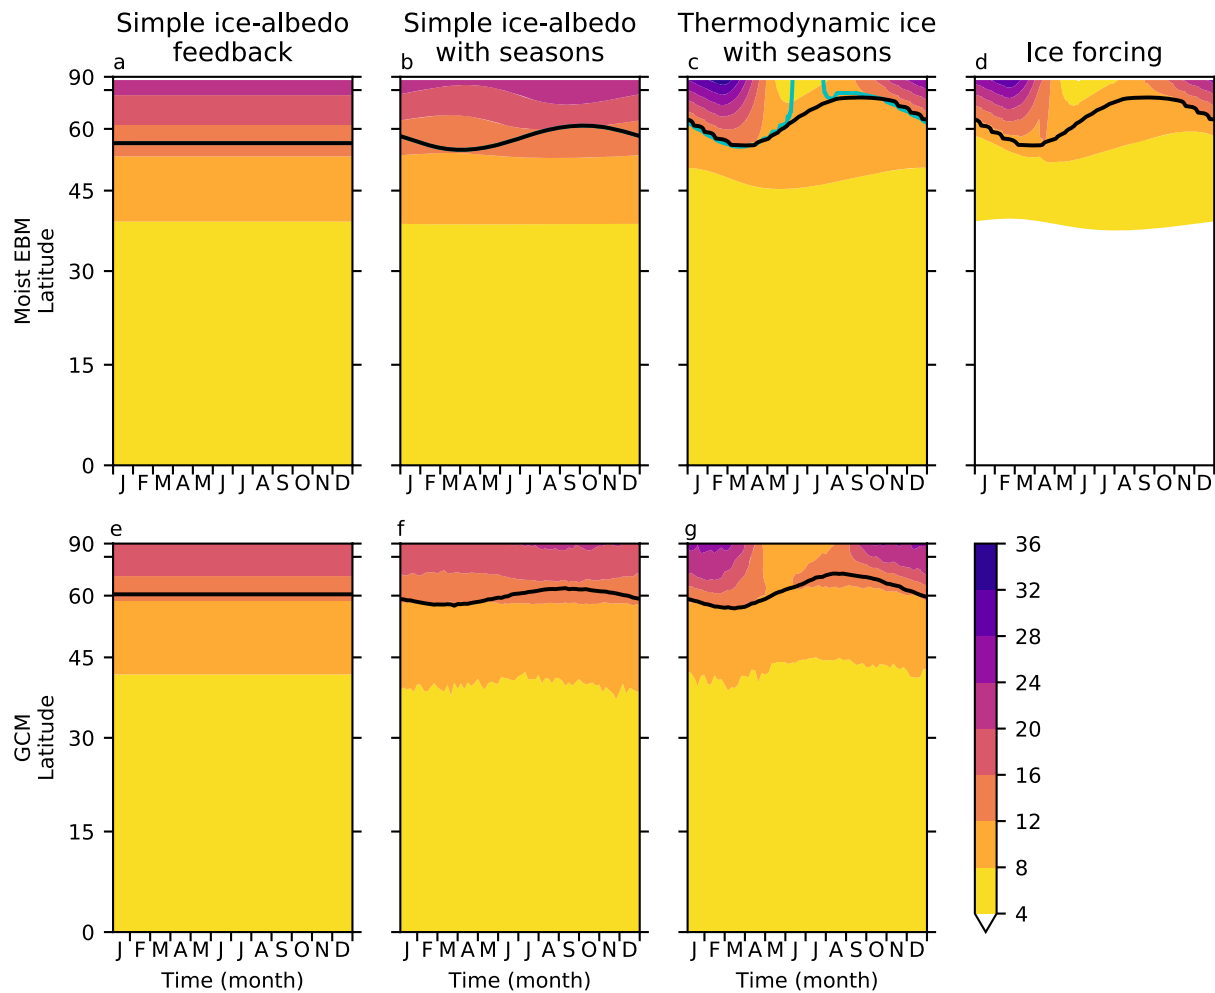 Simple ice-albedo
feedback
Simple ice-albedo
with seasons
Thermodynamic ice
with seasons
Ice forcing
a
b
c
d
90
60
45
30
15
0
Moist EBM
Latitude
J F M A M J J A S O N D
J F M A M J J A S O N D
J F M A M J J A S O N D
J F M A M J J A S O N D
e
f
g
90
60
45
30
15
0
GCM
Latitude
J F M A M J J A S O N D
J F M A M J J A S O N D
J F M A M J J A S O N D
Time (month)
Time (month)
Time (month)
36
32
28
24
20
16
12
8
4